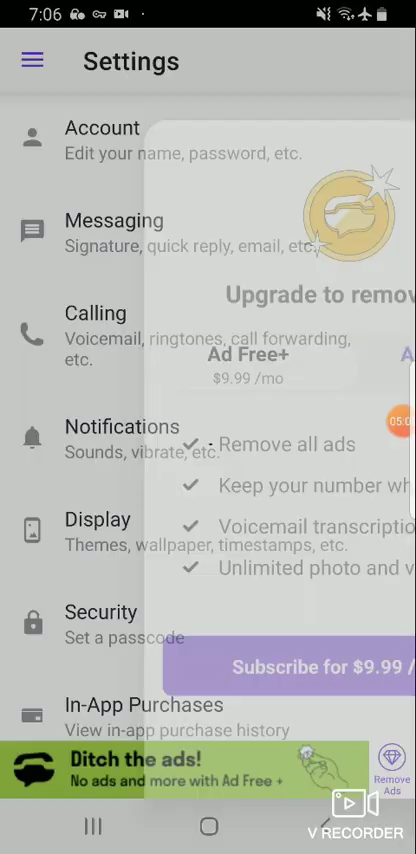 7:06
Settings
Account
Edit your name, password, etc.
Messaging
Signature, quick reply, email, etc.
Upgrade to remov
Calling
Voicemail, ringtones, call forwarding,
etc.
Ad Free+
A
$9.99 /mo
05:0
Notifications
Sounds, vibrate, etc.
Remove all ads
Keep your number wh
Display
Themes, wallpaper, timestamps, etc.
Voicemail transcriptio
Unlimited photo and v
Security
Set a passcode
Subscribe for $9.99 /
In-App Purchases
View in-app purchase history
Ditch the ads!
No ads and more with Ad Free +
Remove
Ads
V RECORDER